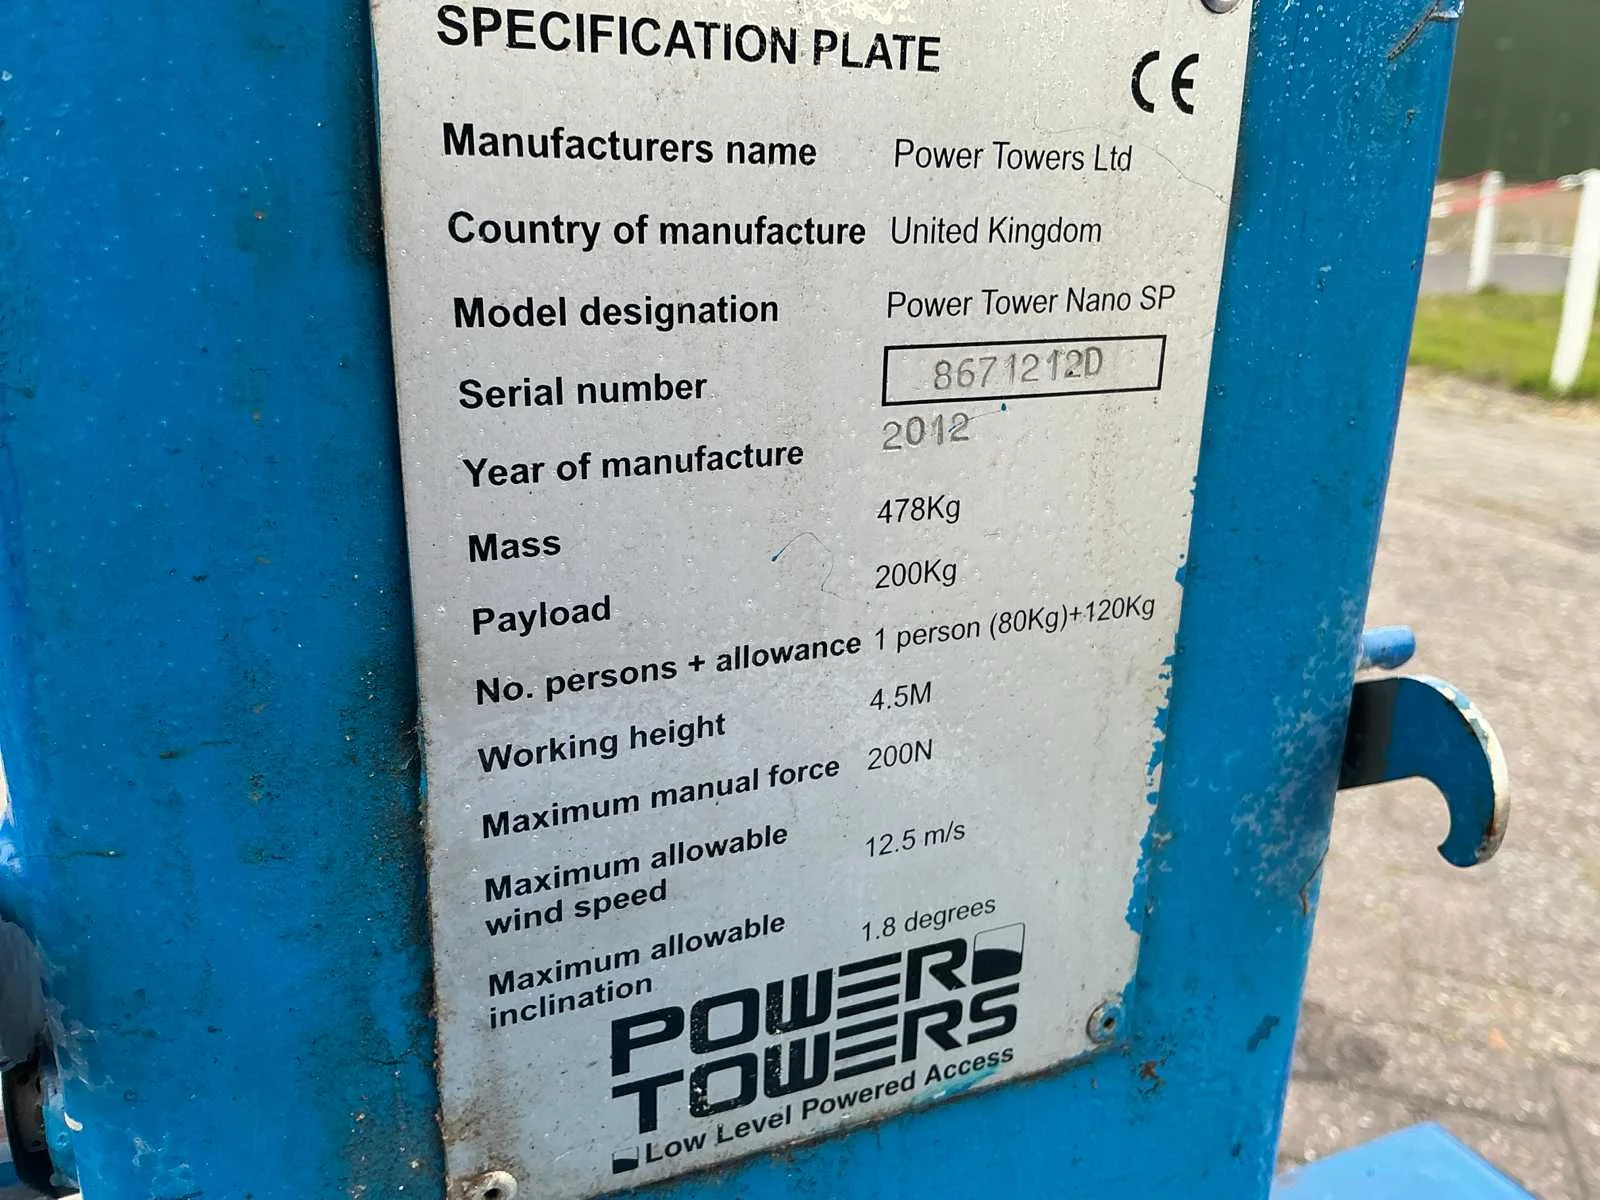 SPECIFICATION PLATE
CE
Manufacturers name Power Towers Ltd
Country of manufacture United Kingdom
Model designation Power Tower Nano SP
Serial number 8671212D
Year of manufacture 2012
Mass 478Kg
Payload 200Kg
No. persons + allowance 1 person (80Kg)+120Kg
Working height 4.5M
Maximum manual force 200N
Maximum allowable 12.5 m/s
wind speed
Maximum allowable 1.8 degrees
inclination
POWER
TOWERS
Low Level Powered Access